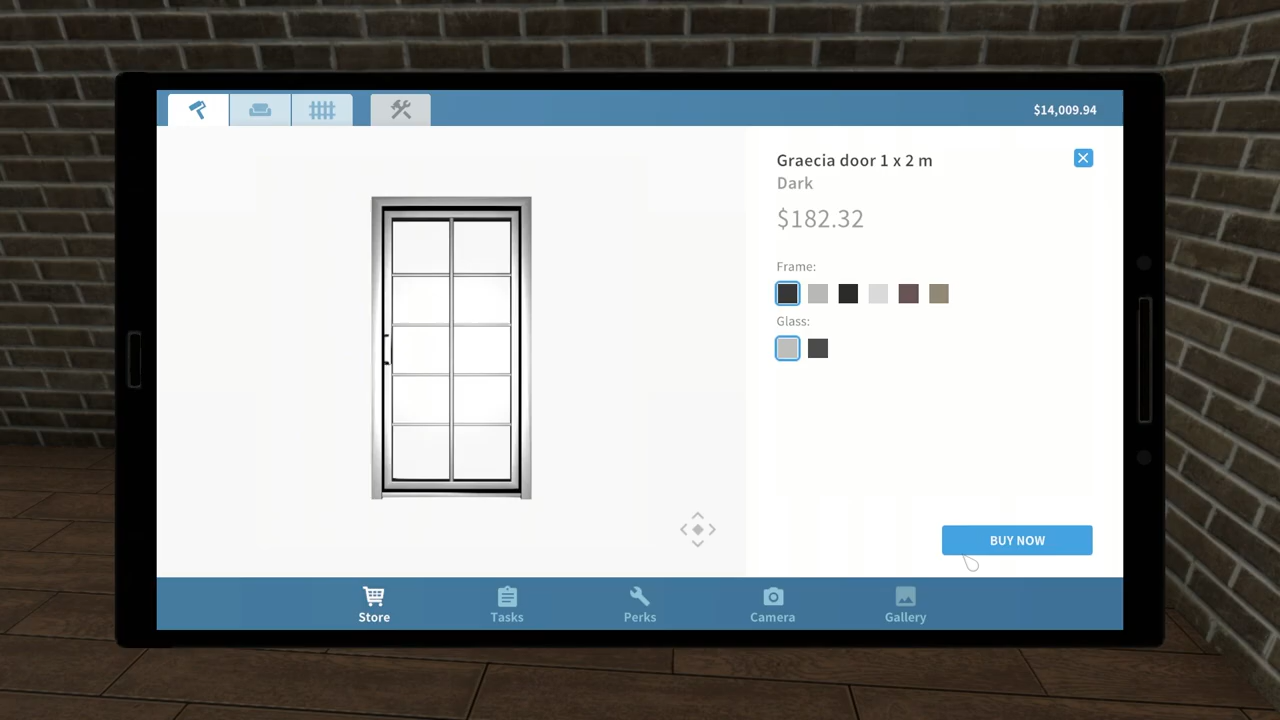 $14,009.94
Graecia door 1 x 2 m
Dark
$182.32
Frame:
Glass:
BUY NOW
Store
Tasks
Perks
Camera
Gallery